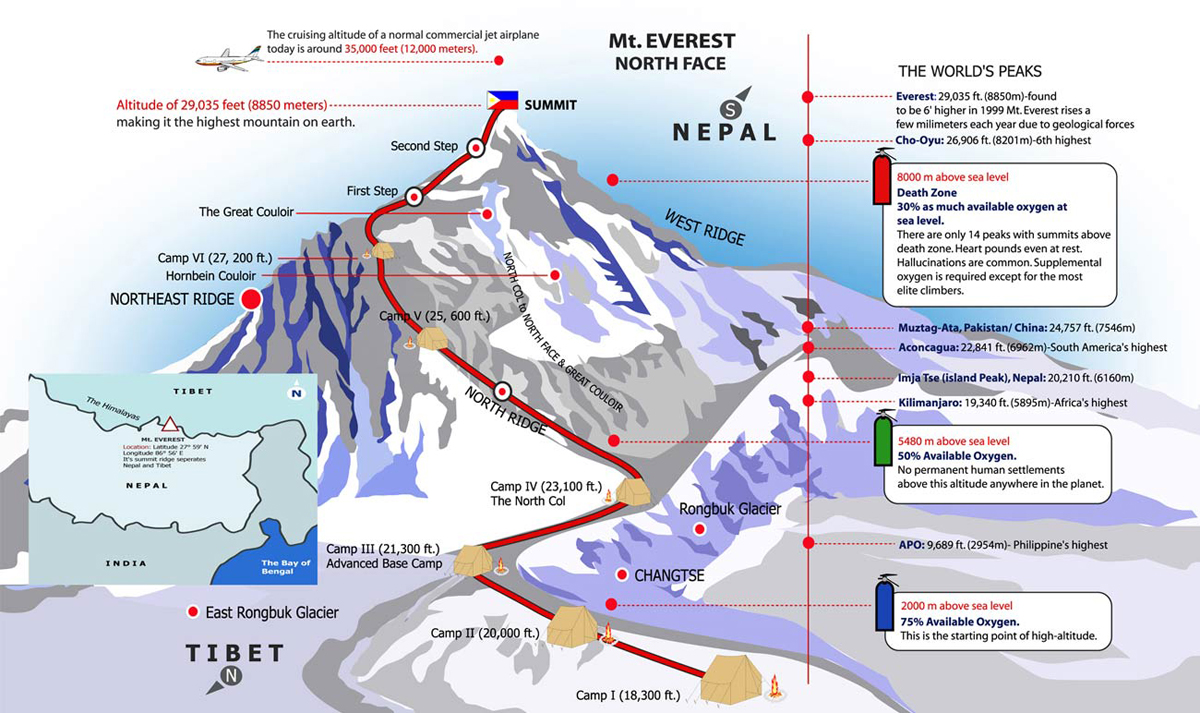 The cruising altitude of a normal commercial jet airplane
today is around 35,000 feet (12,000 meters).
Mt. EVEREST
NORTH FACE
Altitude of 29,035 feet (8850 meters)
making it the highest mountain on earth.
SUMMIT
S
NEPAL
Second Step
First Step
The Great Couloir
WEST RIDGE
Camp VI (27, 200 ft.)
Hornbein Couloir
NORTHEAST RIDGE
NORTH COL to NORTH FACE & GREAT COULOIR
Camp V (25, 600 ft.)
NORTH RIDGE
Camp IV (23,100 ft.)
The North Col
Rongbuk Glacier
Camp III (21,300 ft.)
Advanced Base Camp
CHANGTSE
East Rongbuk Glacier
Camp II (20,000 ft.)
TIBET
N
Camp I (18,300 ft.)
TIBET
N
The Himalayas
Mt. EVEREST
Location: Latitude 27° 59' N
Longitude 86° 56' E
It's summit ridge seperates
Nepal and Tibet
NEPAL
INDIA
The Bay of
Bengal
THE WORLD'S PEAKS
Everest: 29,035 ft. (8850m)-found
to be 6' higher in 1999 Mt. Everest rises a
few milimeters each year due to geological forces
Cho-Oyu: 26,906 ft. (8201m)-6th highest
8000 m above sea level
Death Zone
30% as much available oxygen at
sea level.
There are only 14 peaks with summits above
death zone. Heart pounds even at rest.
Hallucinations are common. Supplemental
oxygen is required except for the most
elite climbers.
Muztag-Ata, Pakistan/ China: 24,757 ft. (7546m)
Aconcagua: 22,841 ft. (6962m)-South America's highest
Imja Tse (island Peak), Nepal: 20,210 ft. (6160m)
Kilimanjaro: 19,340 ft. (5895m)-Africa's highest
5480 m above sea level
50% Available Oxygen.
No permanent human settlements
above this altitude anywhere in the planet.
APO: 9,689 ft. (2954m)- Philippine's highest
2000 m above sea level
75% Available Oxygen.
This is the starting point of high-altitude.